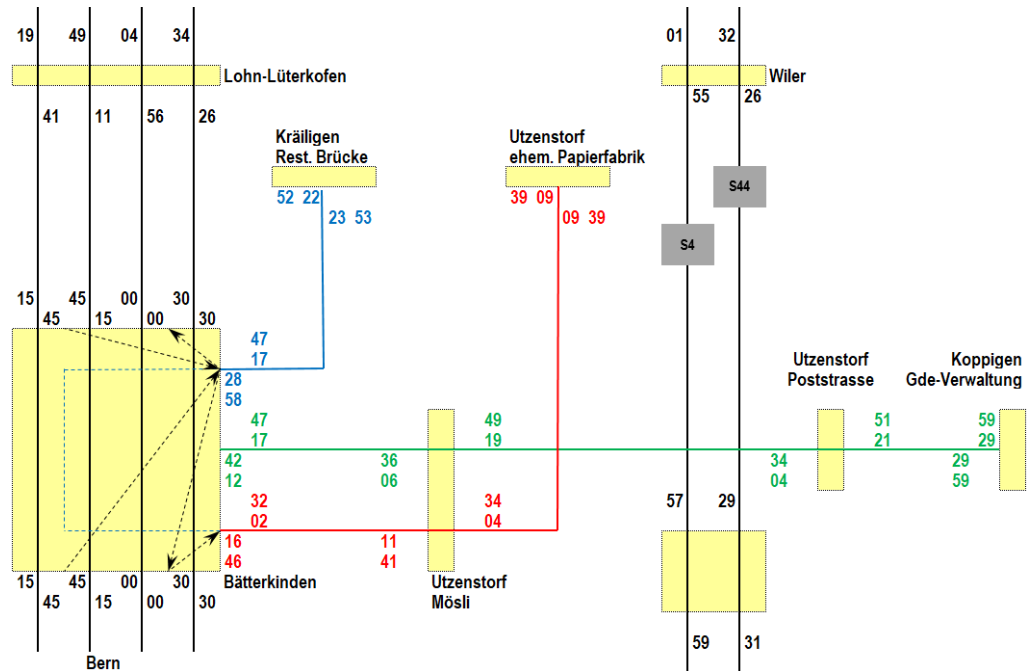 19 49 04 34 01 32
Lohn-Lüterkofen Wiler
41 11 56 26 55 26
Kräiligen
Rest. Brücke
Utzenstorf
ehem. Papierfabrik
52 22 39 09
23 53 09 39
S44
S4
15 45 00 30
45 15 00 30
47
17
28
58
Utzenstorf
Poststrasse
Koppigen
Gde-Verwaltung
47 49 51 59
17 19 21 29
42 36 34 29
12 06 04 59
32 34 57 29
02 04
16 11
46 41
15 45 00 30 Bätterkinden
45 15 00 30
Utzenstorf
Mösli
59 31
Bern